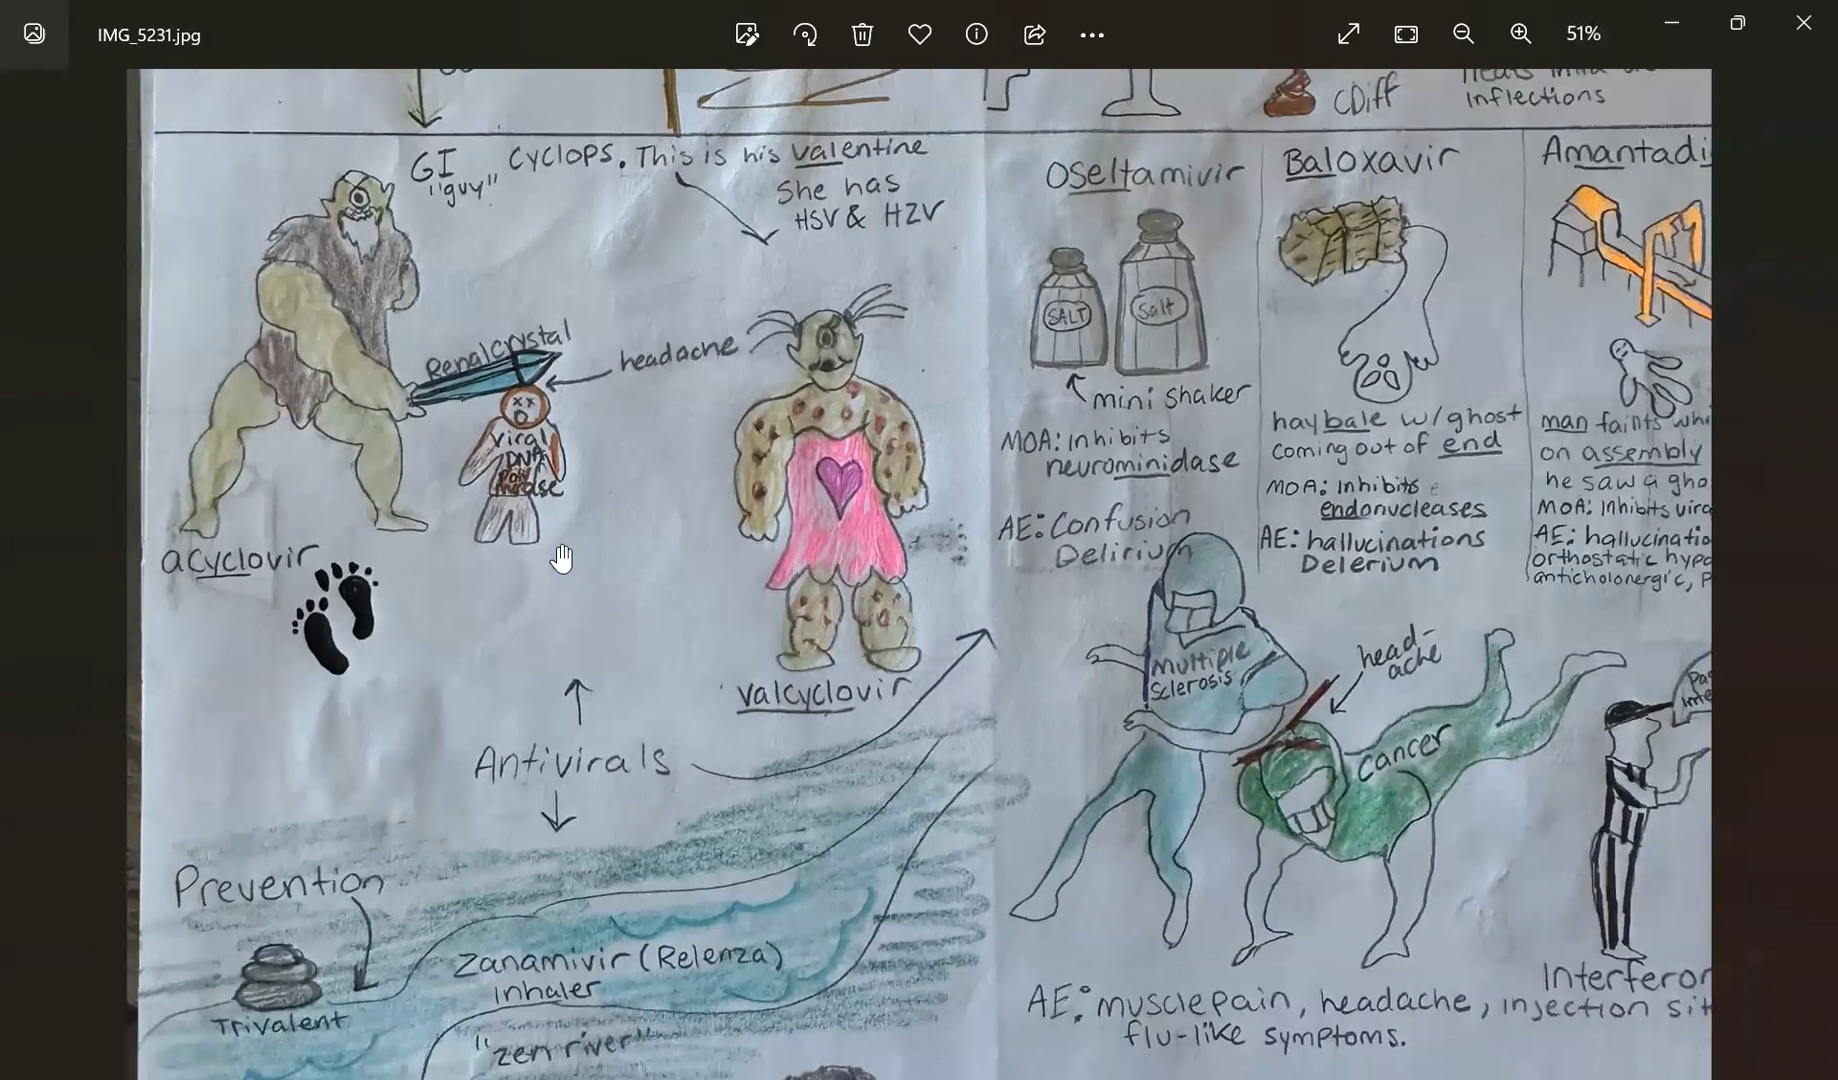 IMG_5231.jpg
51%
CDiff
Inflections
GI
"guy"
Cyclops. This is his valentine
She has
HSV & HZV
Renal crystal
headache
viral
DNA
acyclovir
valcyclovir
Oseltamivir
SALT
Salt
mini shaker
MOA: inhibits
neurominidase
AE: Confusion
Delirium
Baloxavir
hay bale w/ ghost
coming out of end
MOA: Inhibits e
endonucleases
AE: hallucinations
Delerium
Amantadi
man faints whi
on assembly
he saw a gho
MOA: Inhibits vira
AE: hallucinatio
orthostatic hypo
anticholonergic, P
Antivirals
Prevention
Trivalent
Zanamivir (Relenza)
inhaler
"zen river"
Multiple
Sclerosis
head-
ache
Cancer
Pa
Interferor
AE: muscle pain, headache, injection sit
flu-like symptoms.